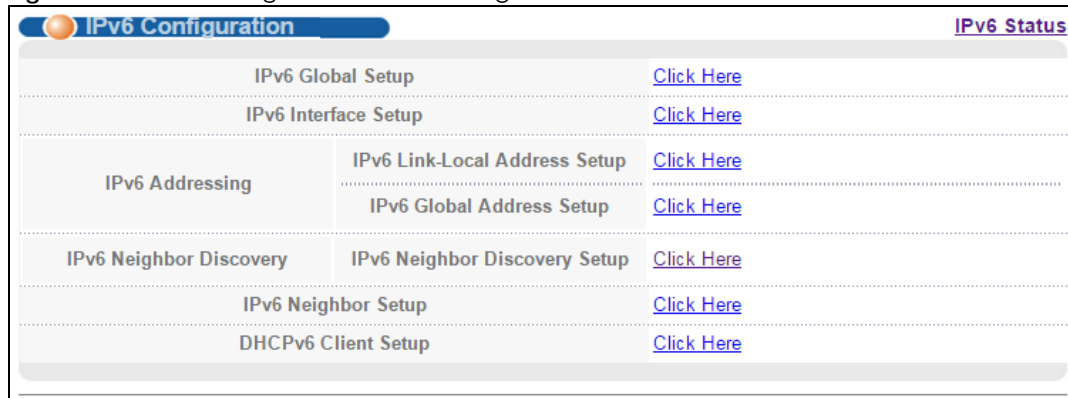 IPv6 Configuration
IPv6 Status
IPv6 Global Setup
Click Here
IPv6 Interface Setup
Click Here
IPv6 Addressing
IPv6 Link-Local Address Setup
Click Here
IPv6 Global Address Setup
Click Here
IPv6 Neighbor Discovery
IPv6 Neighbor Discovery Setup
Click Here
IPv6 Neighbor Setup
Click Here
DHCPv6 Client Setup
Click Here